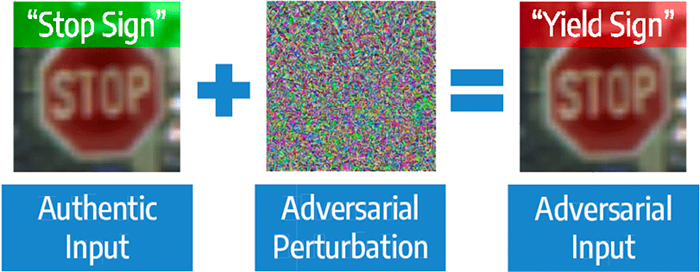 “Stop Sign”
STOP
“Yield Sign”
STOP
Authentic
Input
Adversarial
Perturbation
Adversarial
Input